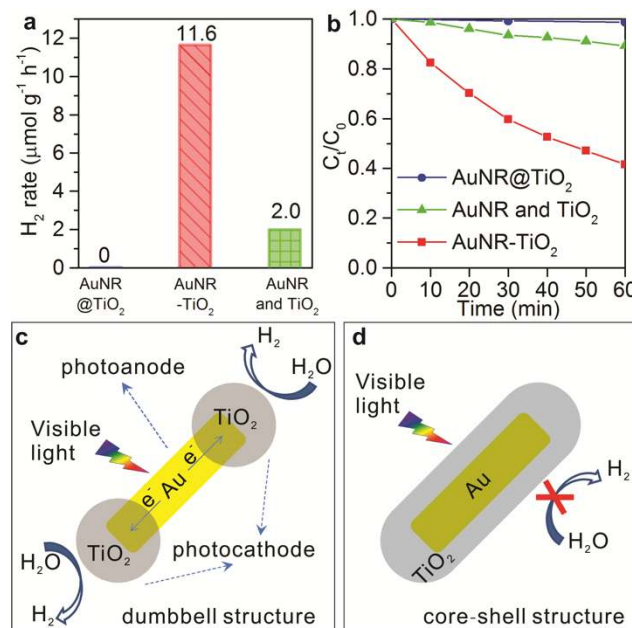 a
H₂ rate (μmol g⁻¹ h⁻¹)
12
10
8
6
4
2
0
0
11.6
2.0
AuNR
@TiO₂
AuNR
-TiO₂
AuNR
and TiO₂
b
Cₜ/C₀
1.0
0.8
0.6
0.4
0.2
0.0
AuNR@TiO₂
AuNR and TiO₂
AuNR-TiO₂
0 10 20 30 40 50 60
Time (min)
c
photoanode
H₂
H₂O
TiO₂
Visible
light
e⁻ Au e⁻
TiO₂
H₂O
photocathode
H₂
dumbbell structure
d
Visible
light
Au
H₂
H₂O
TiO₂
core-shell structure